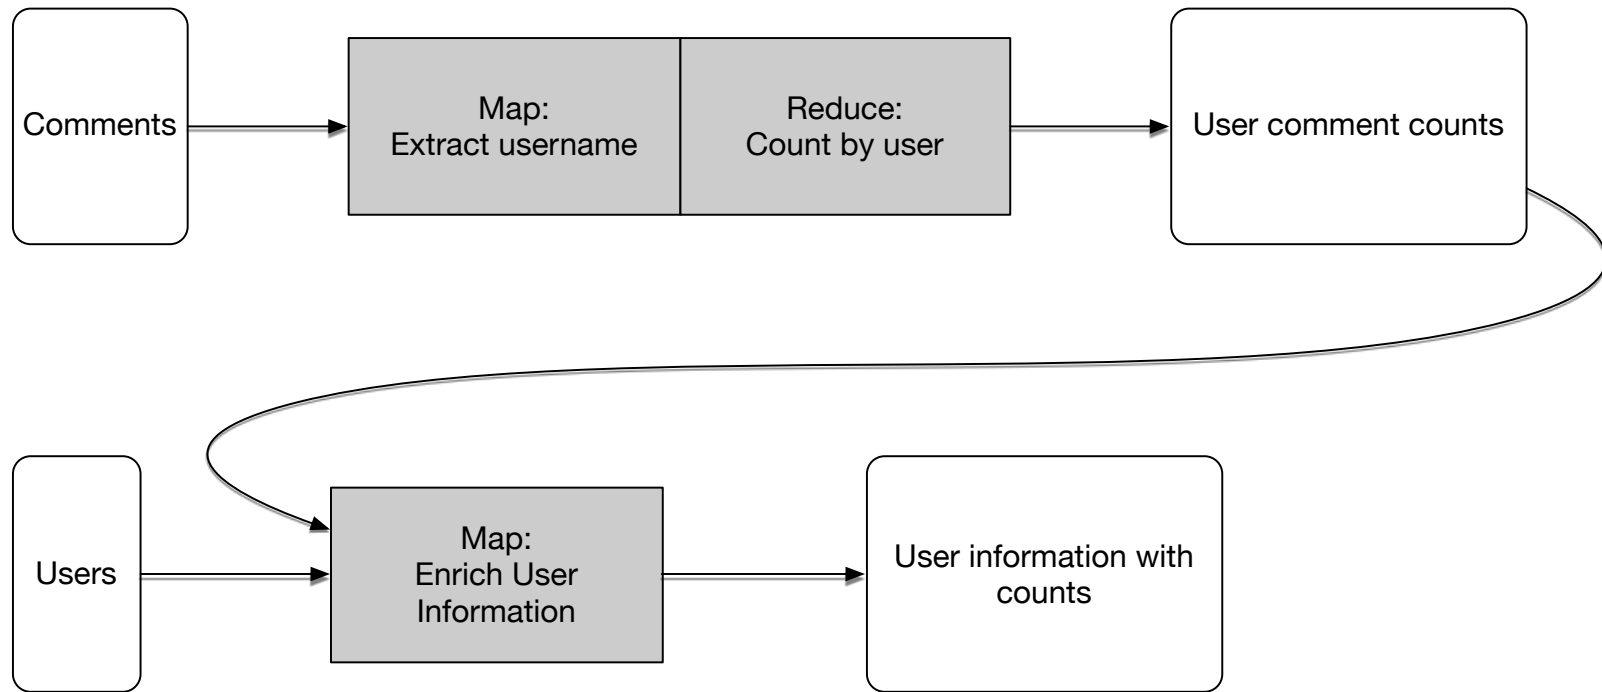 Comments
Map:
Extract username
Reduce:
Count by user
User comment counts
Users
Map:
Enrich User
Information
User information with
counts